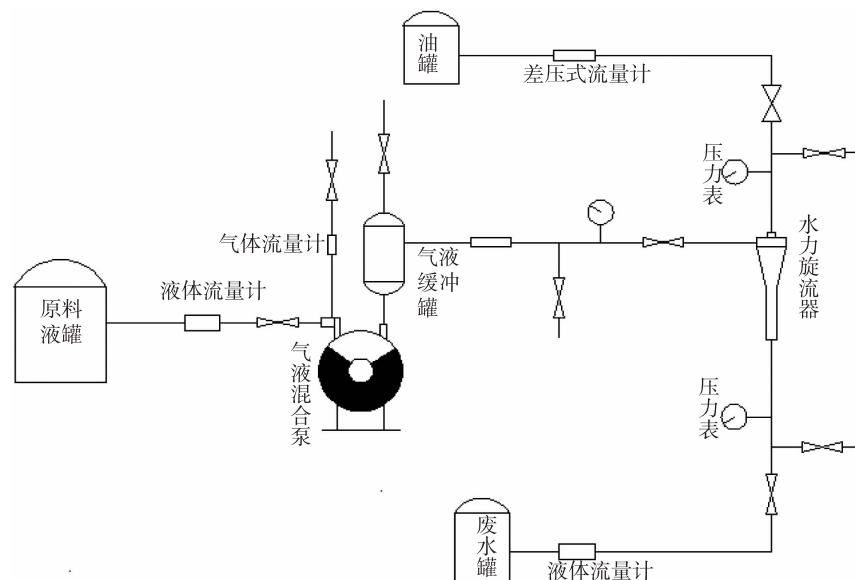 油
罐
差压式流量计
压
力
表
水
力
旋
流
器
气体流量计
气液
缓冲
罐
原料
液罐
液体流量计
气
液
混
合
泵
压
力
表
废
水
罐
液体流量计